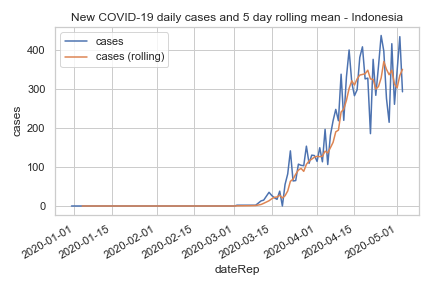 New COVID-19 daily cases and 5 day rolling mean - Indonesia
cases
cases (rolling)
400
300
200
100
0
cases
2020-01-01
2020-01-15
2020-02-01
2020-02-15
2020-03-01
2020-03-15
2020-04-01
2020-04-15
2020-05-01
dateRep